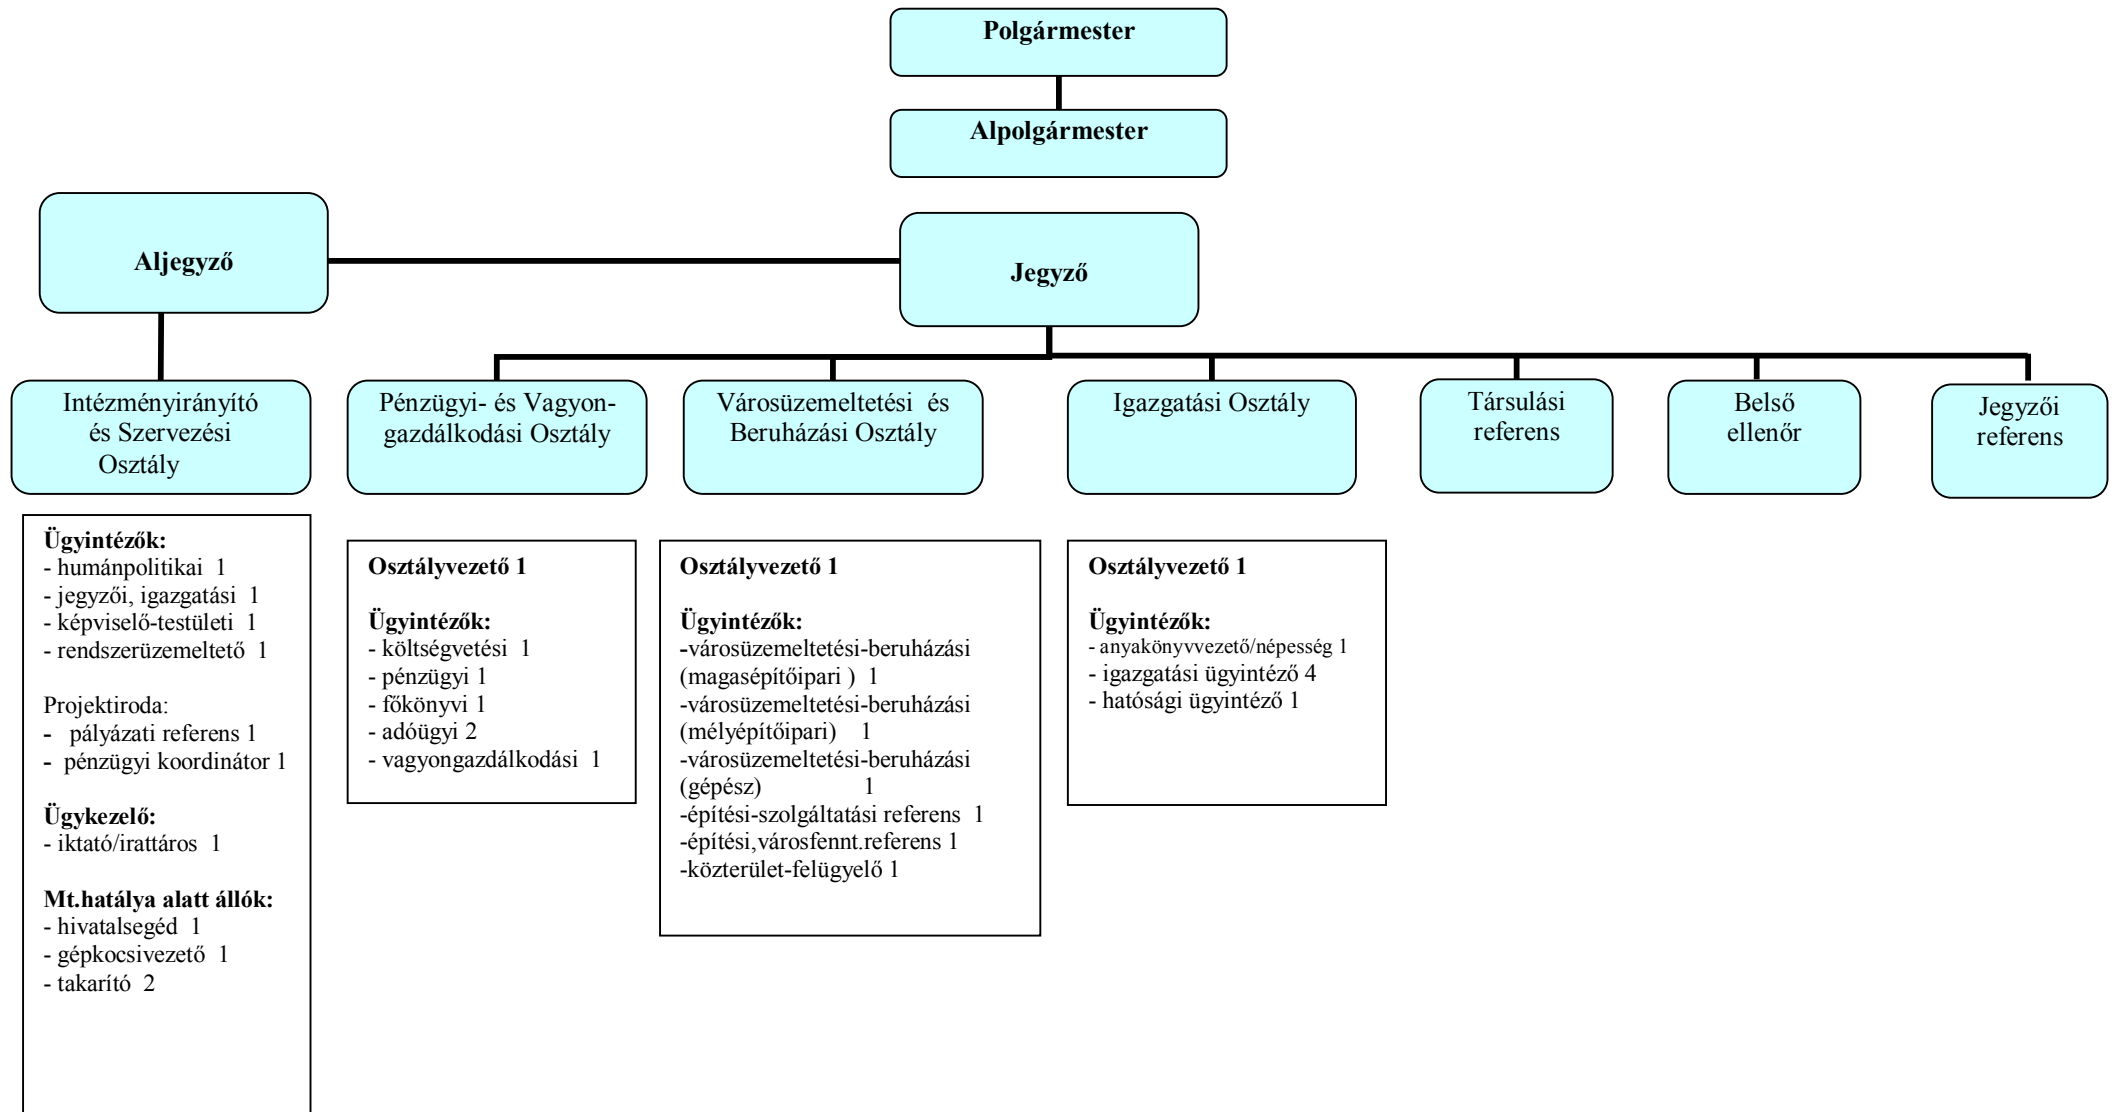 Polgármester
Alpolgármester
Aljegyző
Jegyző
Intézményirányító
és Szervezési
Osztály
Pénzügyi- és Vagyon-
gazdálkodási Osztály
Városüzemeltetési és
Beruházási Osztály
Igazgatási Osztály
Társulási
referens
Belső
ellenőr
Jegyzői
referens
Ügyintézők:
- humánpolitikai 1
- jegyzői, igazgatási 1
- képviselő-testületi 1
- rendszerüzemeltető 1
Projektiroda:
- pályázati referens 1
- pénzügyi koordinátor 1
Ügykezelő:
- iktató/irattáros 1
Mt.hatálya alatt állók:
- hivatalsegéd 1
- gépkocsivezető 1
- takarító 2
Osztályvezető 1
Ügyintézők:
- költségvetési 1
- pénzügyi 1
- főkönyvi 1
- adóügyi 2
- vagyongazdálkodási 1
Osztályvezető 1
Ügyintézők:
-városüzemeltetési-beruházási
(magasépítőipari ) 1
-városüzemeltetési-beruházási
(mélyépítőipari) 1
-városüzemeltetési-beruházási
(gépész) 1
-építési-szolgáltatási referens 1
-építési,városfennt.referens 1
-közterület-felügyelő 1
Osztályvezető 1
Ügyintézők:
- anyakönyvvezető/népesség 1
- igazgatási ügyintéző 4
- hatósági ügyintéző 1